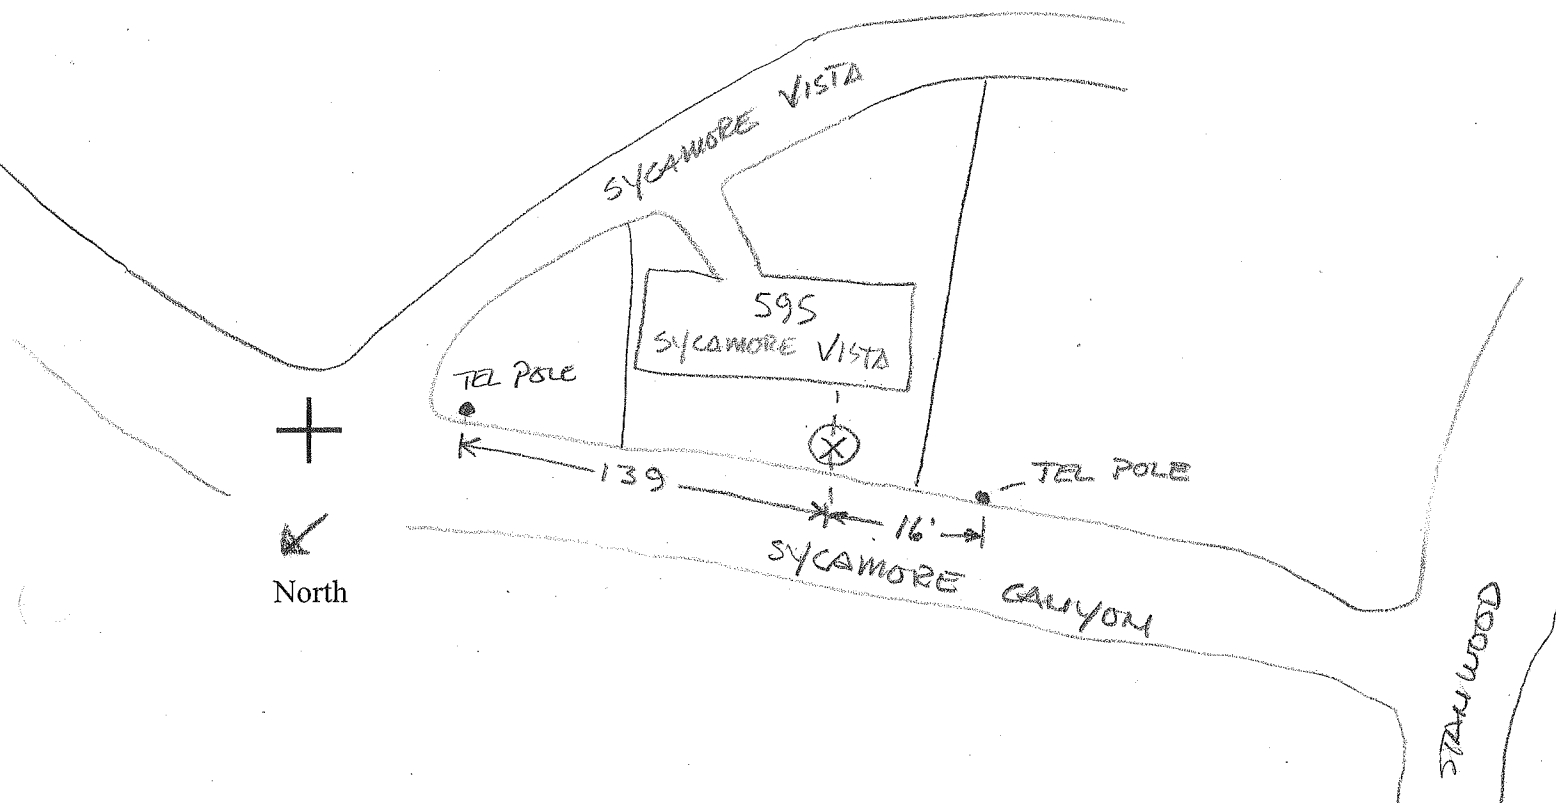 SYCAMORE VISTA
595
SYCAMORE VISTA
TEL POLE
TEL POLE
139
16'
SYCAMORE CANYON
North
STANWOOD